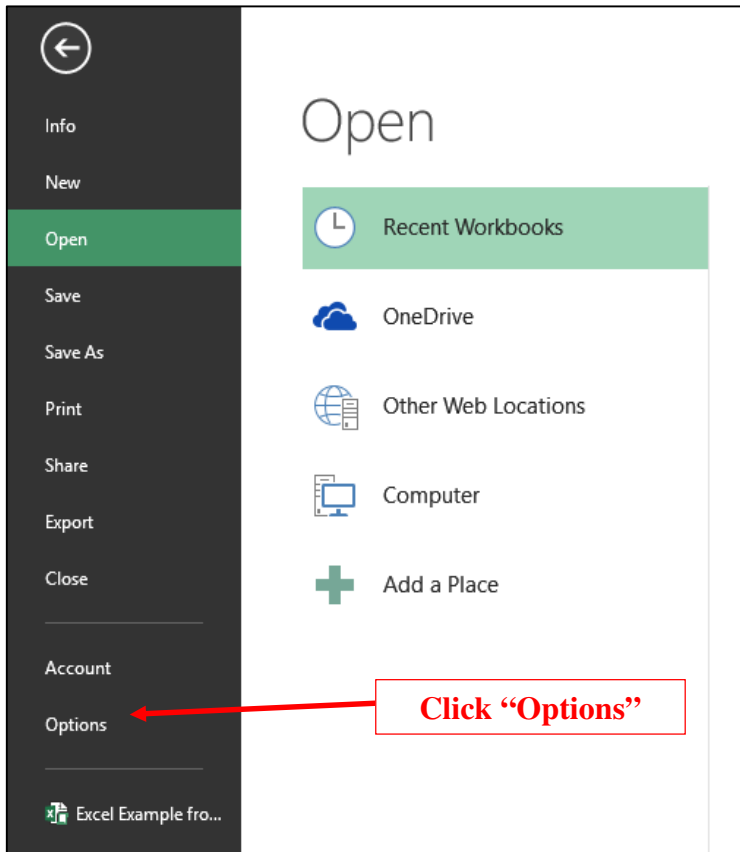 Info
New
Open
Save
Save As
Print
Share
Export
Close
Account
Options
Excel Example fro...
Open
Recent Workbooks
OneDrive
Other Web Locations
Computer
Add a Place
Click “Options”